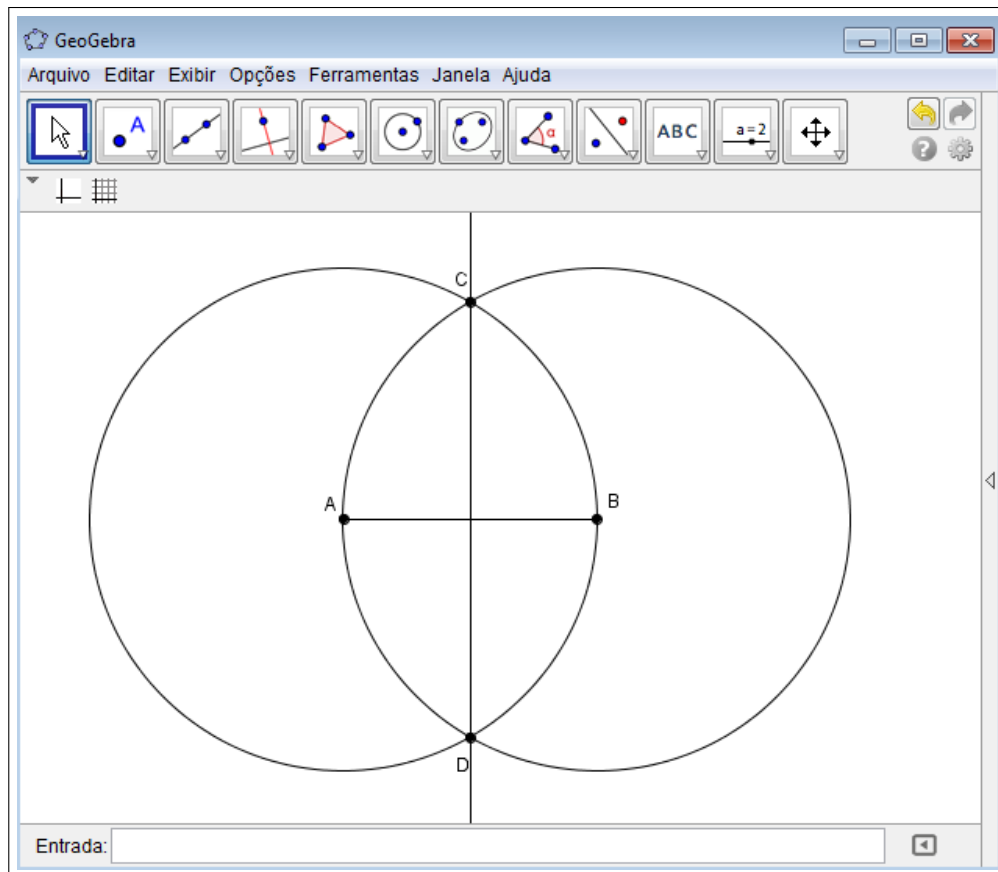 GeoGebra
Arquivo Editar Exibir Opções Ferramentas Janela Ajuda
A α ABC a=2
C
A B
D
Entrada: